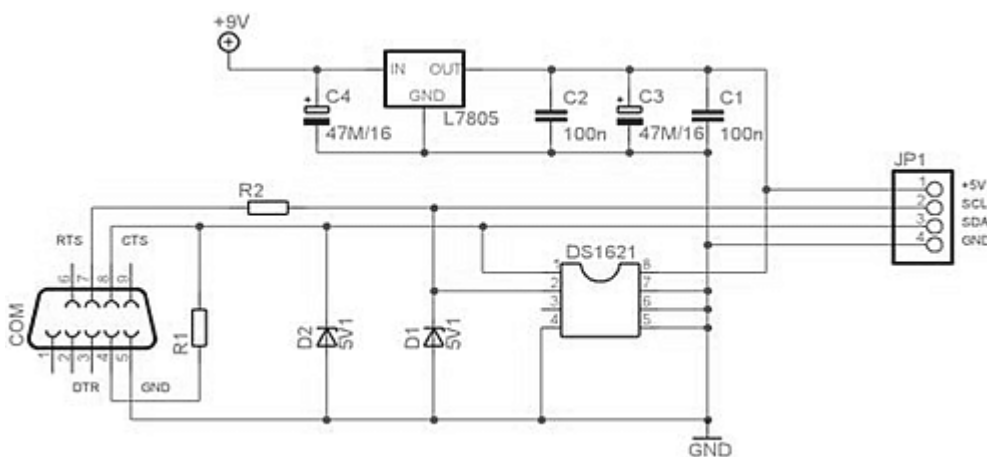 +9V
IN OUT
GND
L7805
C4
47M/16
C2
100n
C3
47M/16
C1
100n
JP1
1 +5V
2 SCL
3 SDA
4 GND
R2
RTS CTS
6 7 8 9
COM
1 2 3 4 5
DTR GND
R1
D2
5V1
D1
5V1
DS1621
1 8
2 7
3 6
4 5
GND